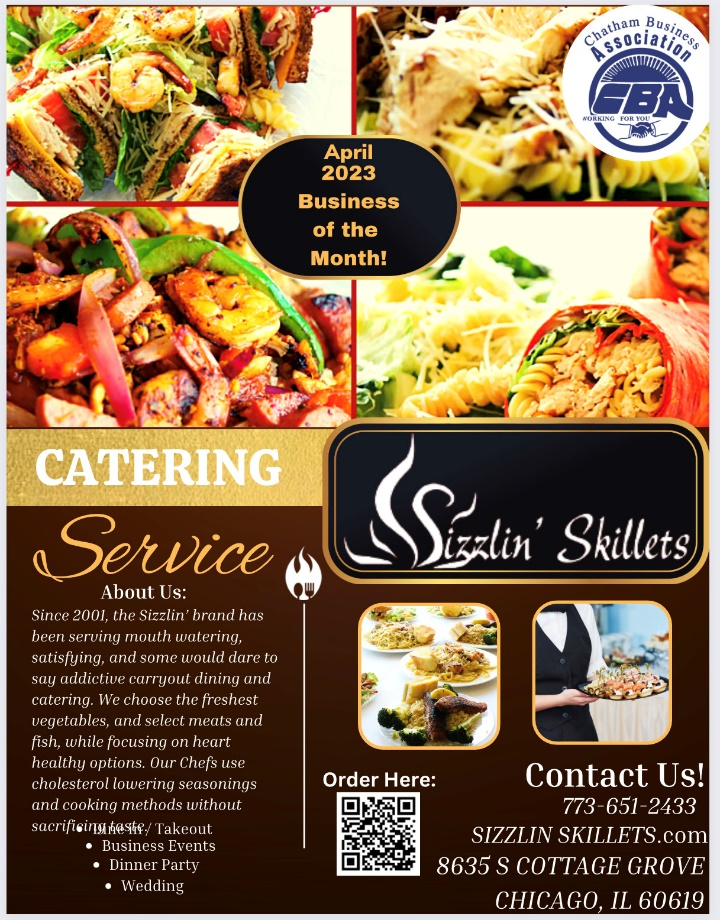 Chatham Business
Association
CBA
WORKING FOR YOU
April
2023
Business
of the
Month!
CATERING
Service
Sizzlin' Skillets
About Us:
Since 2001, the Sizzlin' brand has
been serving mouth watering,
satisfying, and some would dare to
say addictive carryout dining and
catering. We choose the freshest
vegetables, and select meats and
fish, while focusing on heart
healthy options. Our Chefs use
cholesterol lowering seasonings
and cooking methods without
sacrificing taste.
• Dine in / Takeout
• Business Events
• Dinner Party
• Wedding
Order Here:
Contact Us!
773-651-2433
SIZZLIN SKILLETS.com
8635 S COTTAGE GROVE
CHICAGO, IL 60619